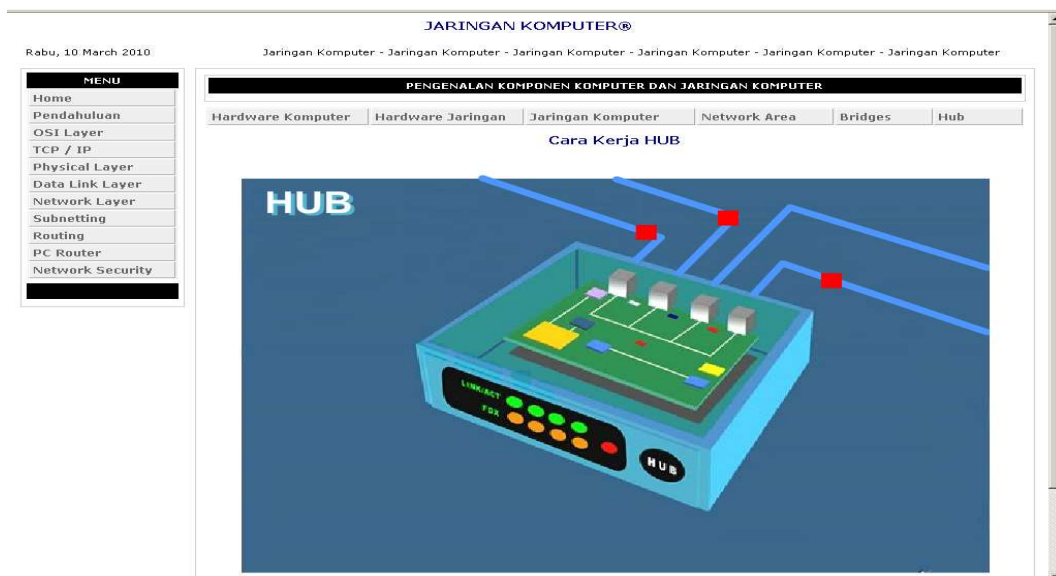 JARINGAN KOMPUTER®
Rabu, 10 March 2010
Jaringan Komputer - Jaringan Komputer - Jaringan Komputer - Jaringan Komputer - Jaringan Komputer - Jaringan Komputer
MENU
Home
Pendahuluan
OSI Layer
TCP / IP
Physical Layer
Data Link Layer
Network Layer
Subnetting
Routing
PC Router
Network Security
PENGENALAN KOMPONEN KOMPUTER DAN JARINGAN KOMPUTER
Hardware Komputer Hardware Jaringan Jaringan Komputer Network Area Bridges Hub
Cara Kerja HUB
HUB
LINK/ACT
FDX
HUB